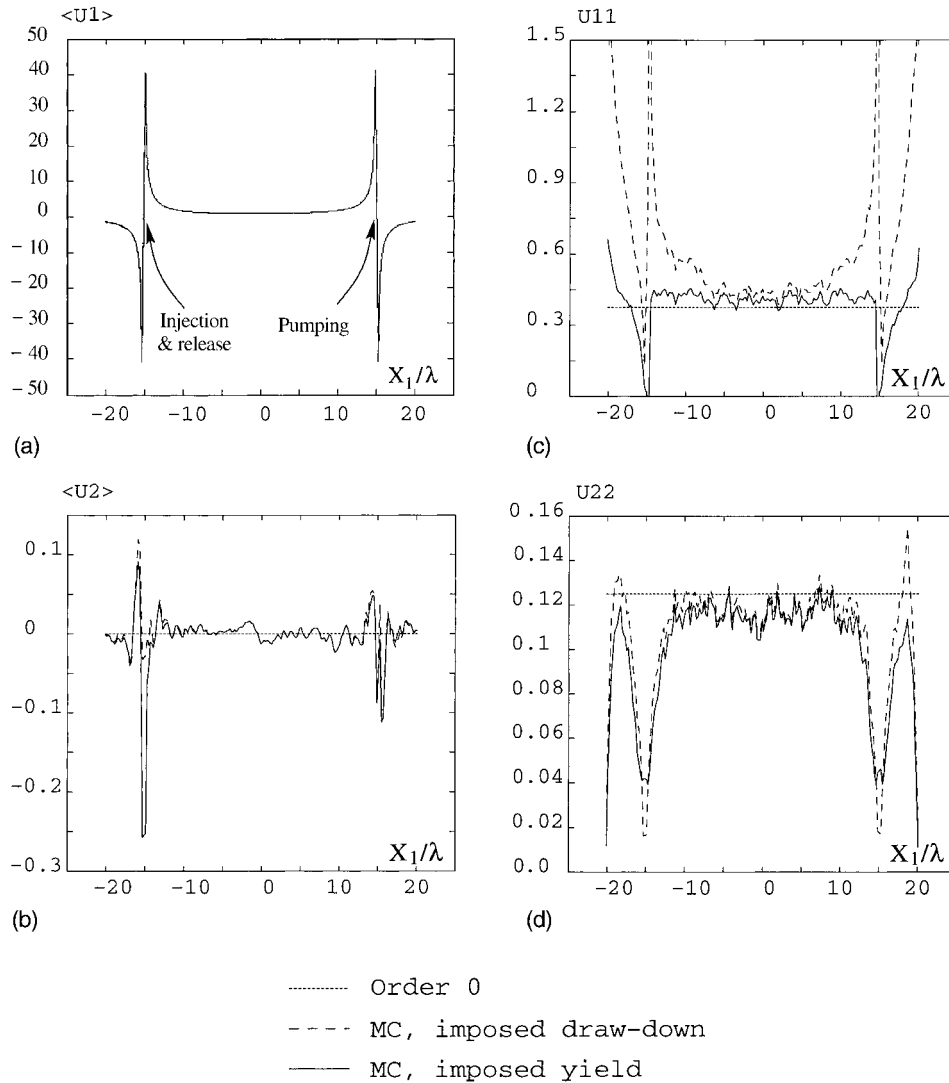 <U1>
50
40
30
20
10
0
-10
-20
-30
-40
-50
Injection
& release
Pumping
X1/λ
-20 -10 0 10 20
(a)
U11
1.5
1.2
0.9
0.6
0.3
0
X1/λ
-20 -10 0 10 20
(c)
<U2>
0.1
0
-0.1
-0.2
-0.3
X1/λ
-20 -10 0 10 20
(b)
U22
0.16
0.14
0.12
0.1
0.08
0.06
0.04
0.02
0.0
X1/λ
-20 -10 0 10 20
(d)
Order 0
MC, imposed draw-down
MC, imposed yield